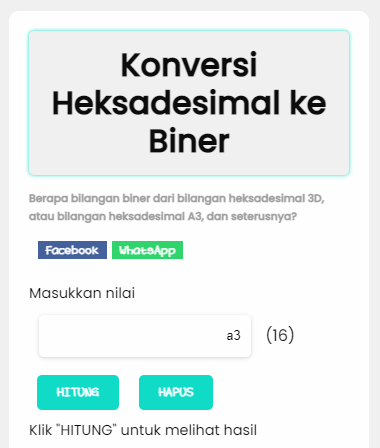 Konversi
Heksadesimal ke
Biner
Berapa bilangan biner dari bilangan heksadesimal 3D,
atau bilangan heksadesimal A3, dan seterusnya?
Facebook WhatsApp
Masukkan nilai
a3 (16)
HITUNG HAPUS
Klik "HITUNG" untuk melihat hasil